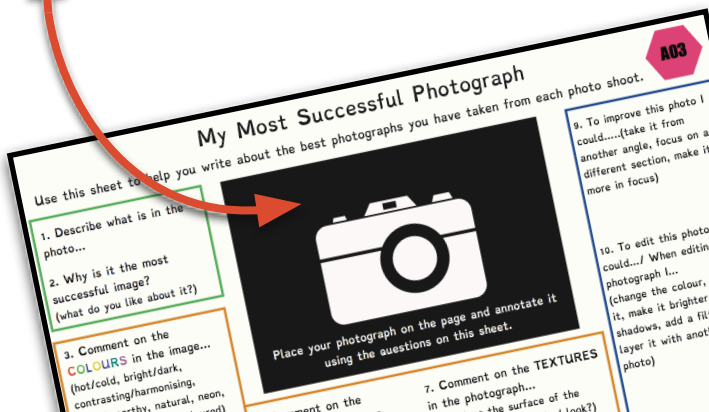 My Most Successful Photograph
A03
Use this sheet to help you write about the best photographs you have taken from each photo shoot.
1. Describe what is in the
photo...
2. Why is it the most
successful image?
(what do you like about it?)
3. Comment on the
COLOURS in the image...
(hot/cold, bright/dark,
contrasting/harmonising,
natural, neon,
Place your photograph on the page and annotate it
using the questions on this sheet.
on the
7. Comment on the TEXTURES
in the photograph...
the surface of the
look?)
9. To improve this photo I
could.....(take it from
another angle, focus on a
different section, make it
more in focus)
10. To edit this photo
could.../ When editing
photograph I...
(change the colour,
it, make it brighter
shadows, add a
layer it with
photo)